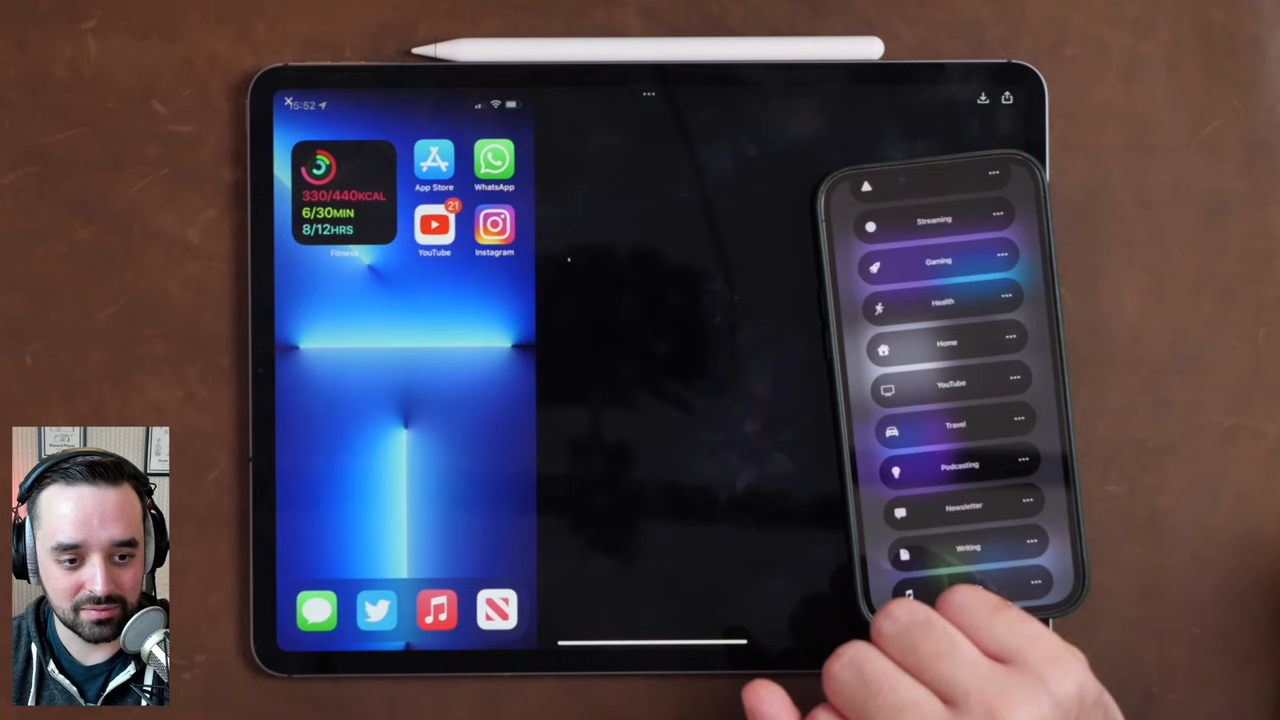 15:52
330/440KCAL
6/30MIN
8/12HRS
Fitness
App Store
WhatsApp
21
YouTube
Instagram
Streaming
Gaming
Health
Home
YouTube
Travel
Podcasting
Newsletter
Writing